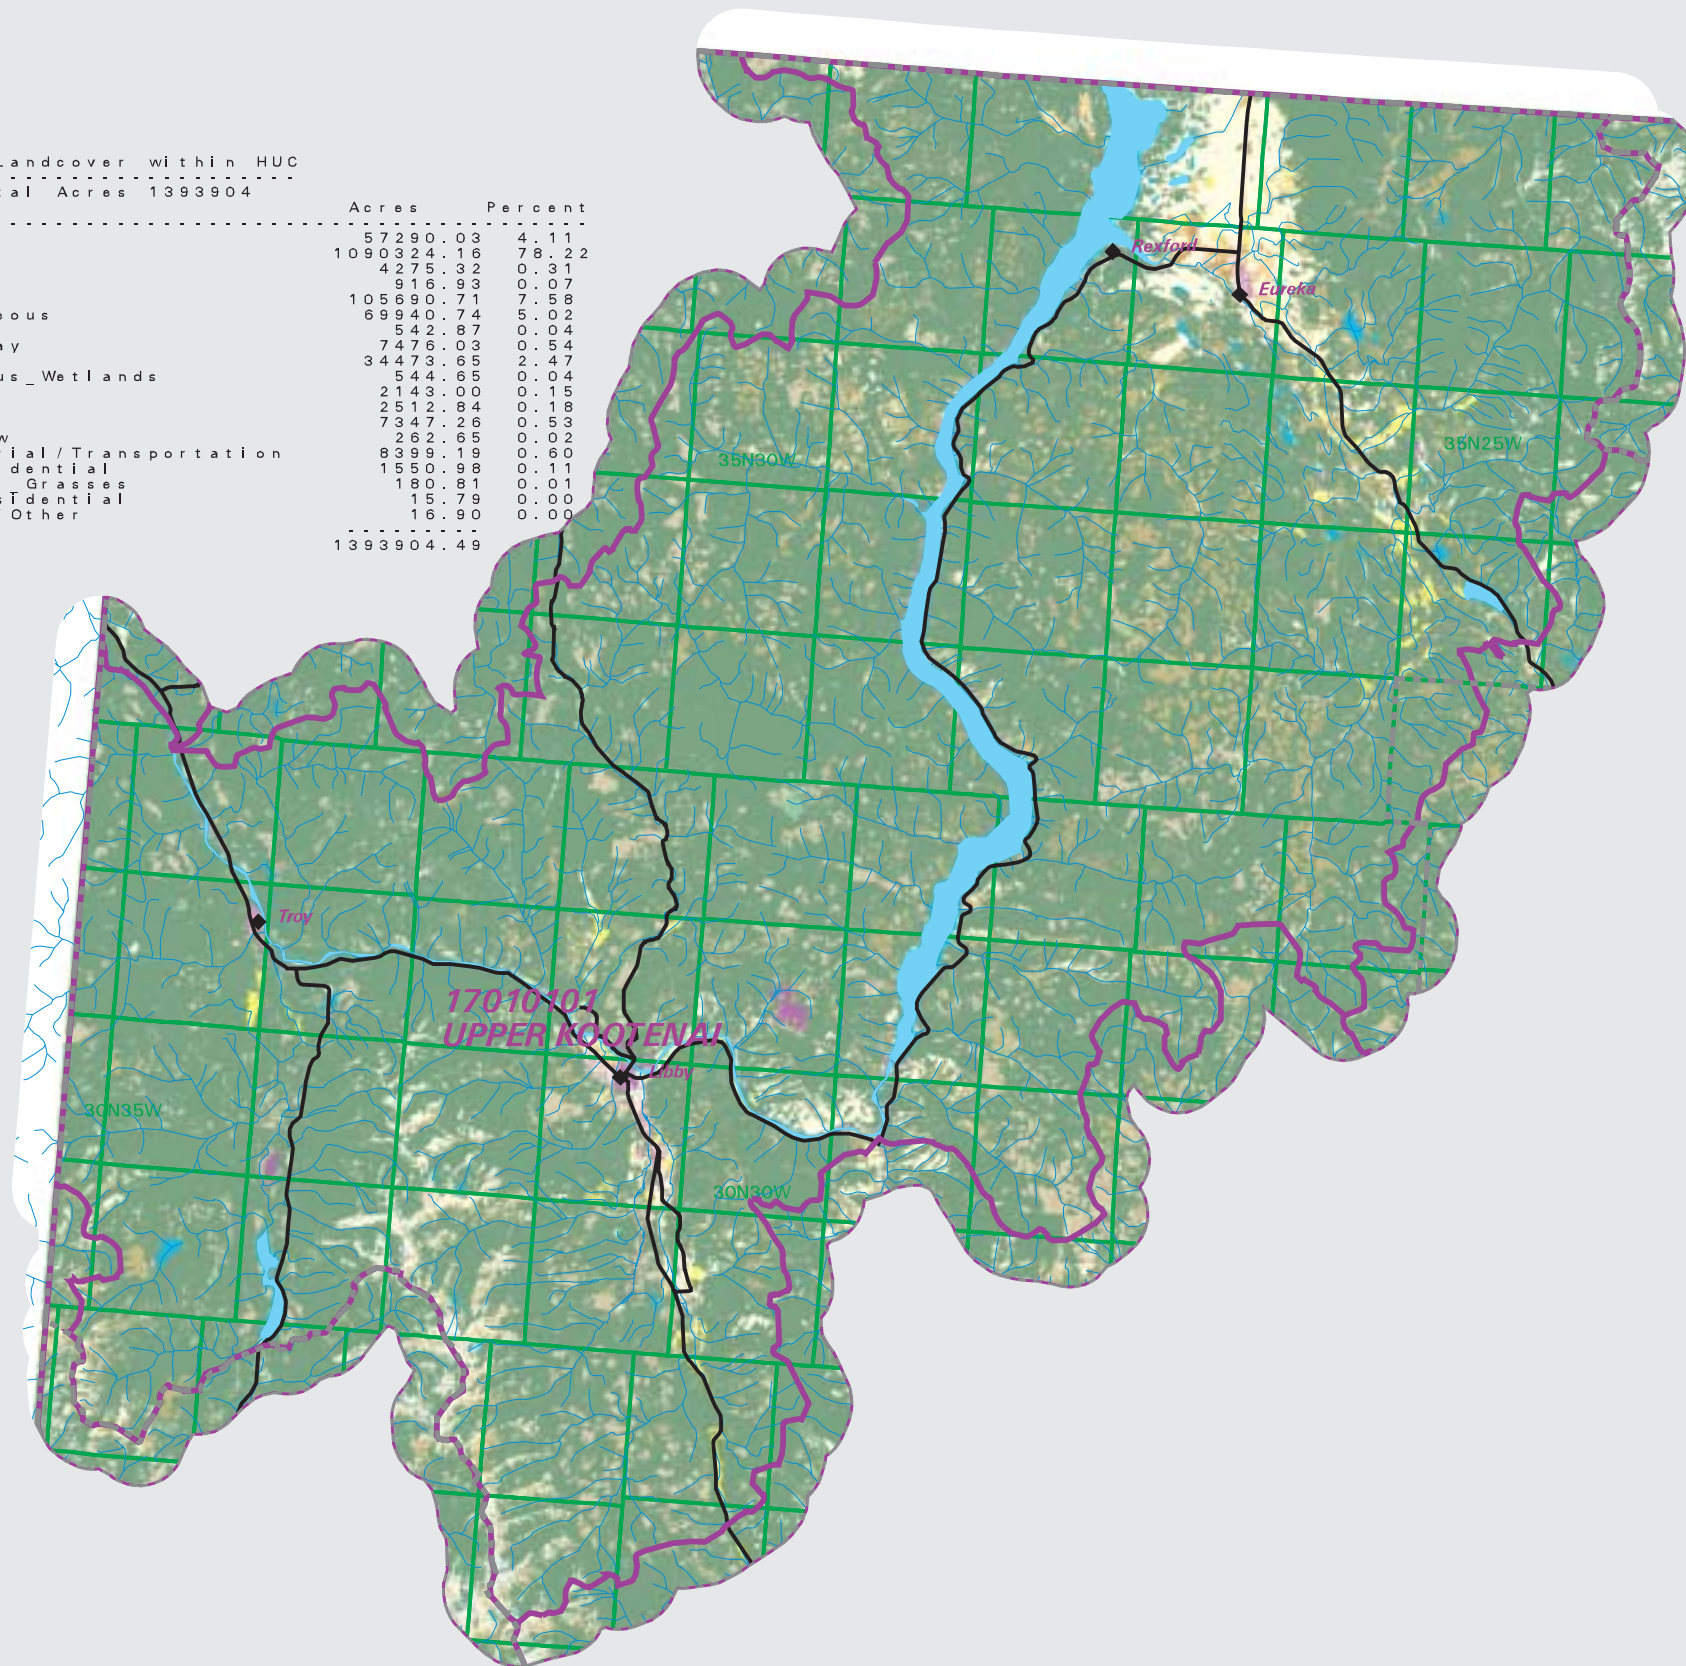 Landcover within HUC
- - - - - - - - - - - - - - - - - - - -
al Acres 1393904
Acres Percent
- - - - - - - - - - - - - - - - - - - - - - - - - - - - - - - - - - - - - - - -
57290.03 4.11
1090324.16 78.22
4275.32 0.31
916.93 0.07
105690.71 7.58
eous 69940.74 5.02
542.87 0.04
ay 7476.03 0.54
34473.65 2.47
us_Wetlands 544.65 0.04
2143.00 0.15
2512.84 0.18
7347.26 0.53
w 262.65 0.02
ial/Transportation 8399.19 0.60
dential 1550.98 0.11
_Grasses 180.81 0.01
sidential 15.79 0.00
Other 16.90 0.00
- - - - - - - - - -
1393904.49
Rexford
Eureka
35N25W
35N30W
Troy
17010101
UPPER KOOTENAI
Libby
30N35W
30N30W